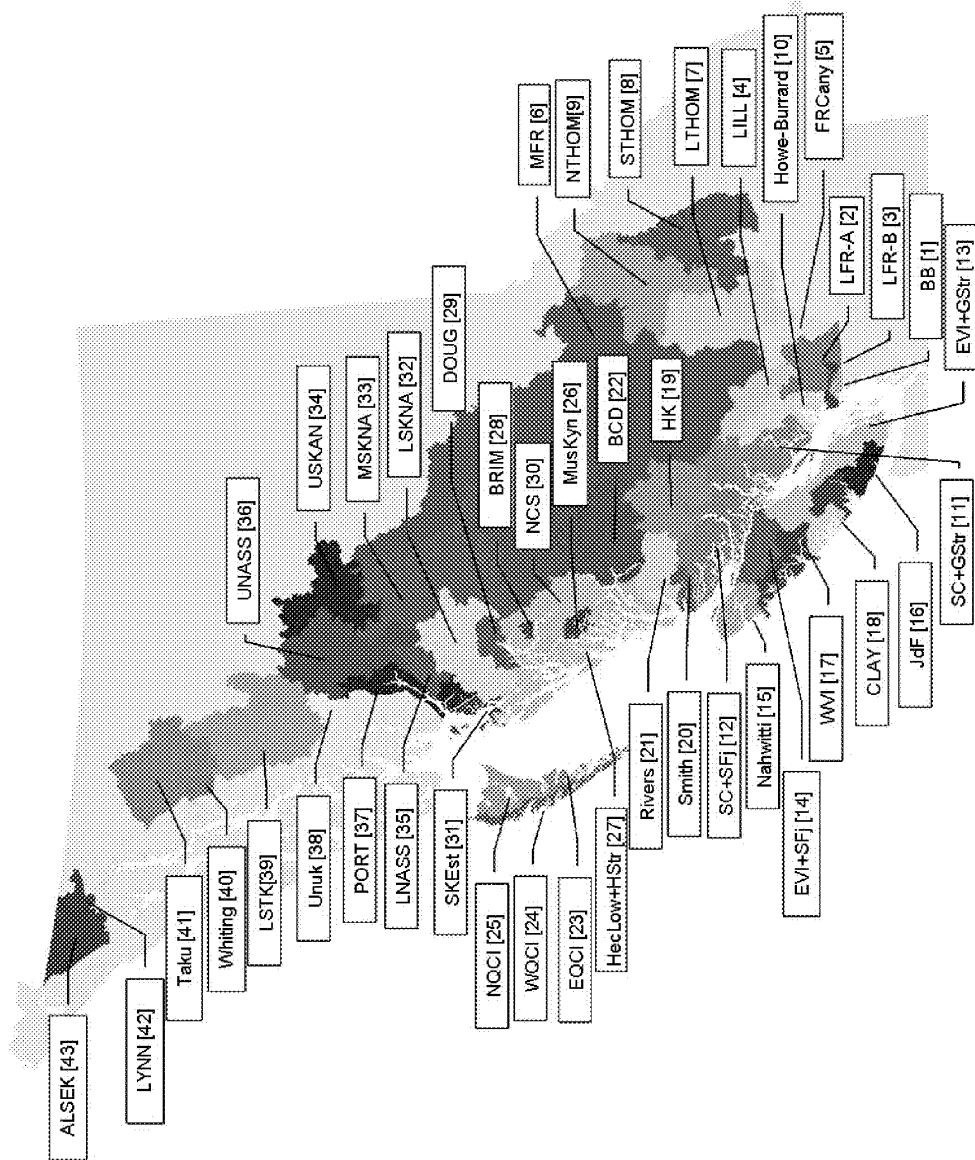 ALSEK [43]
LYNN [42]
Taku [41]
Whiting [40]
LSTK[39]
Unuk [38]
PORT [37]
LNASS [35]
SKEst [31]
NQCI [25]
WQCI [24]
EQCI [23]
HecLow+HStr [27]
Rivers [21]
Smith [20]
SC+SFj [12]
Nahwitti [15]
EVI+SFj [14]
WVI [17]
CLAY [18]
JdF [16]
SC+GStr [11]
UNASS [36]
USKAN [34]
MSKNA [33]
LSKNA [32]
DOUG [29]
BRIM [28]
NCS [30]
MusKyn [26]
BCD [22]
HK [19]
MFR [6]
NTHOM[9]
STHOM [8]
LTHOM [7]
LILL [4]
Howe-Burrard [10]
FRCany [5]
LFR-A [2]
LFR-B [3]
BB [1]
EVI+GStr [13]